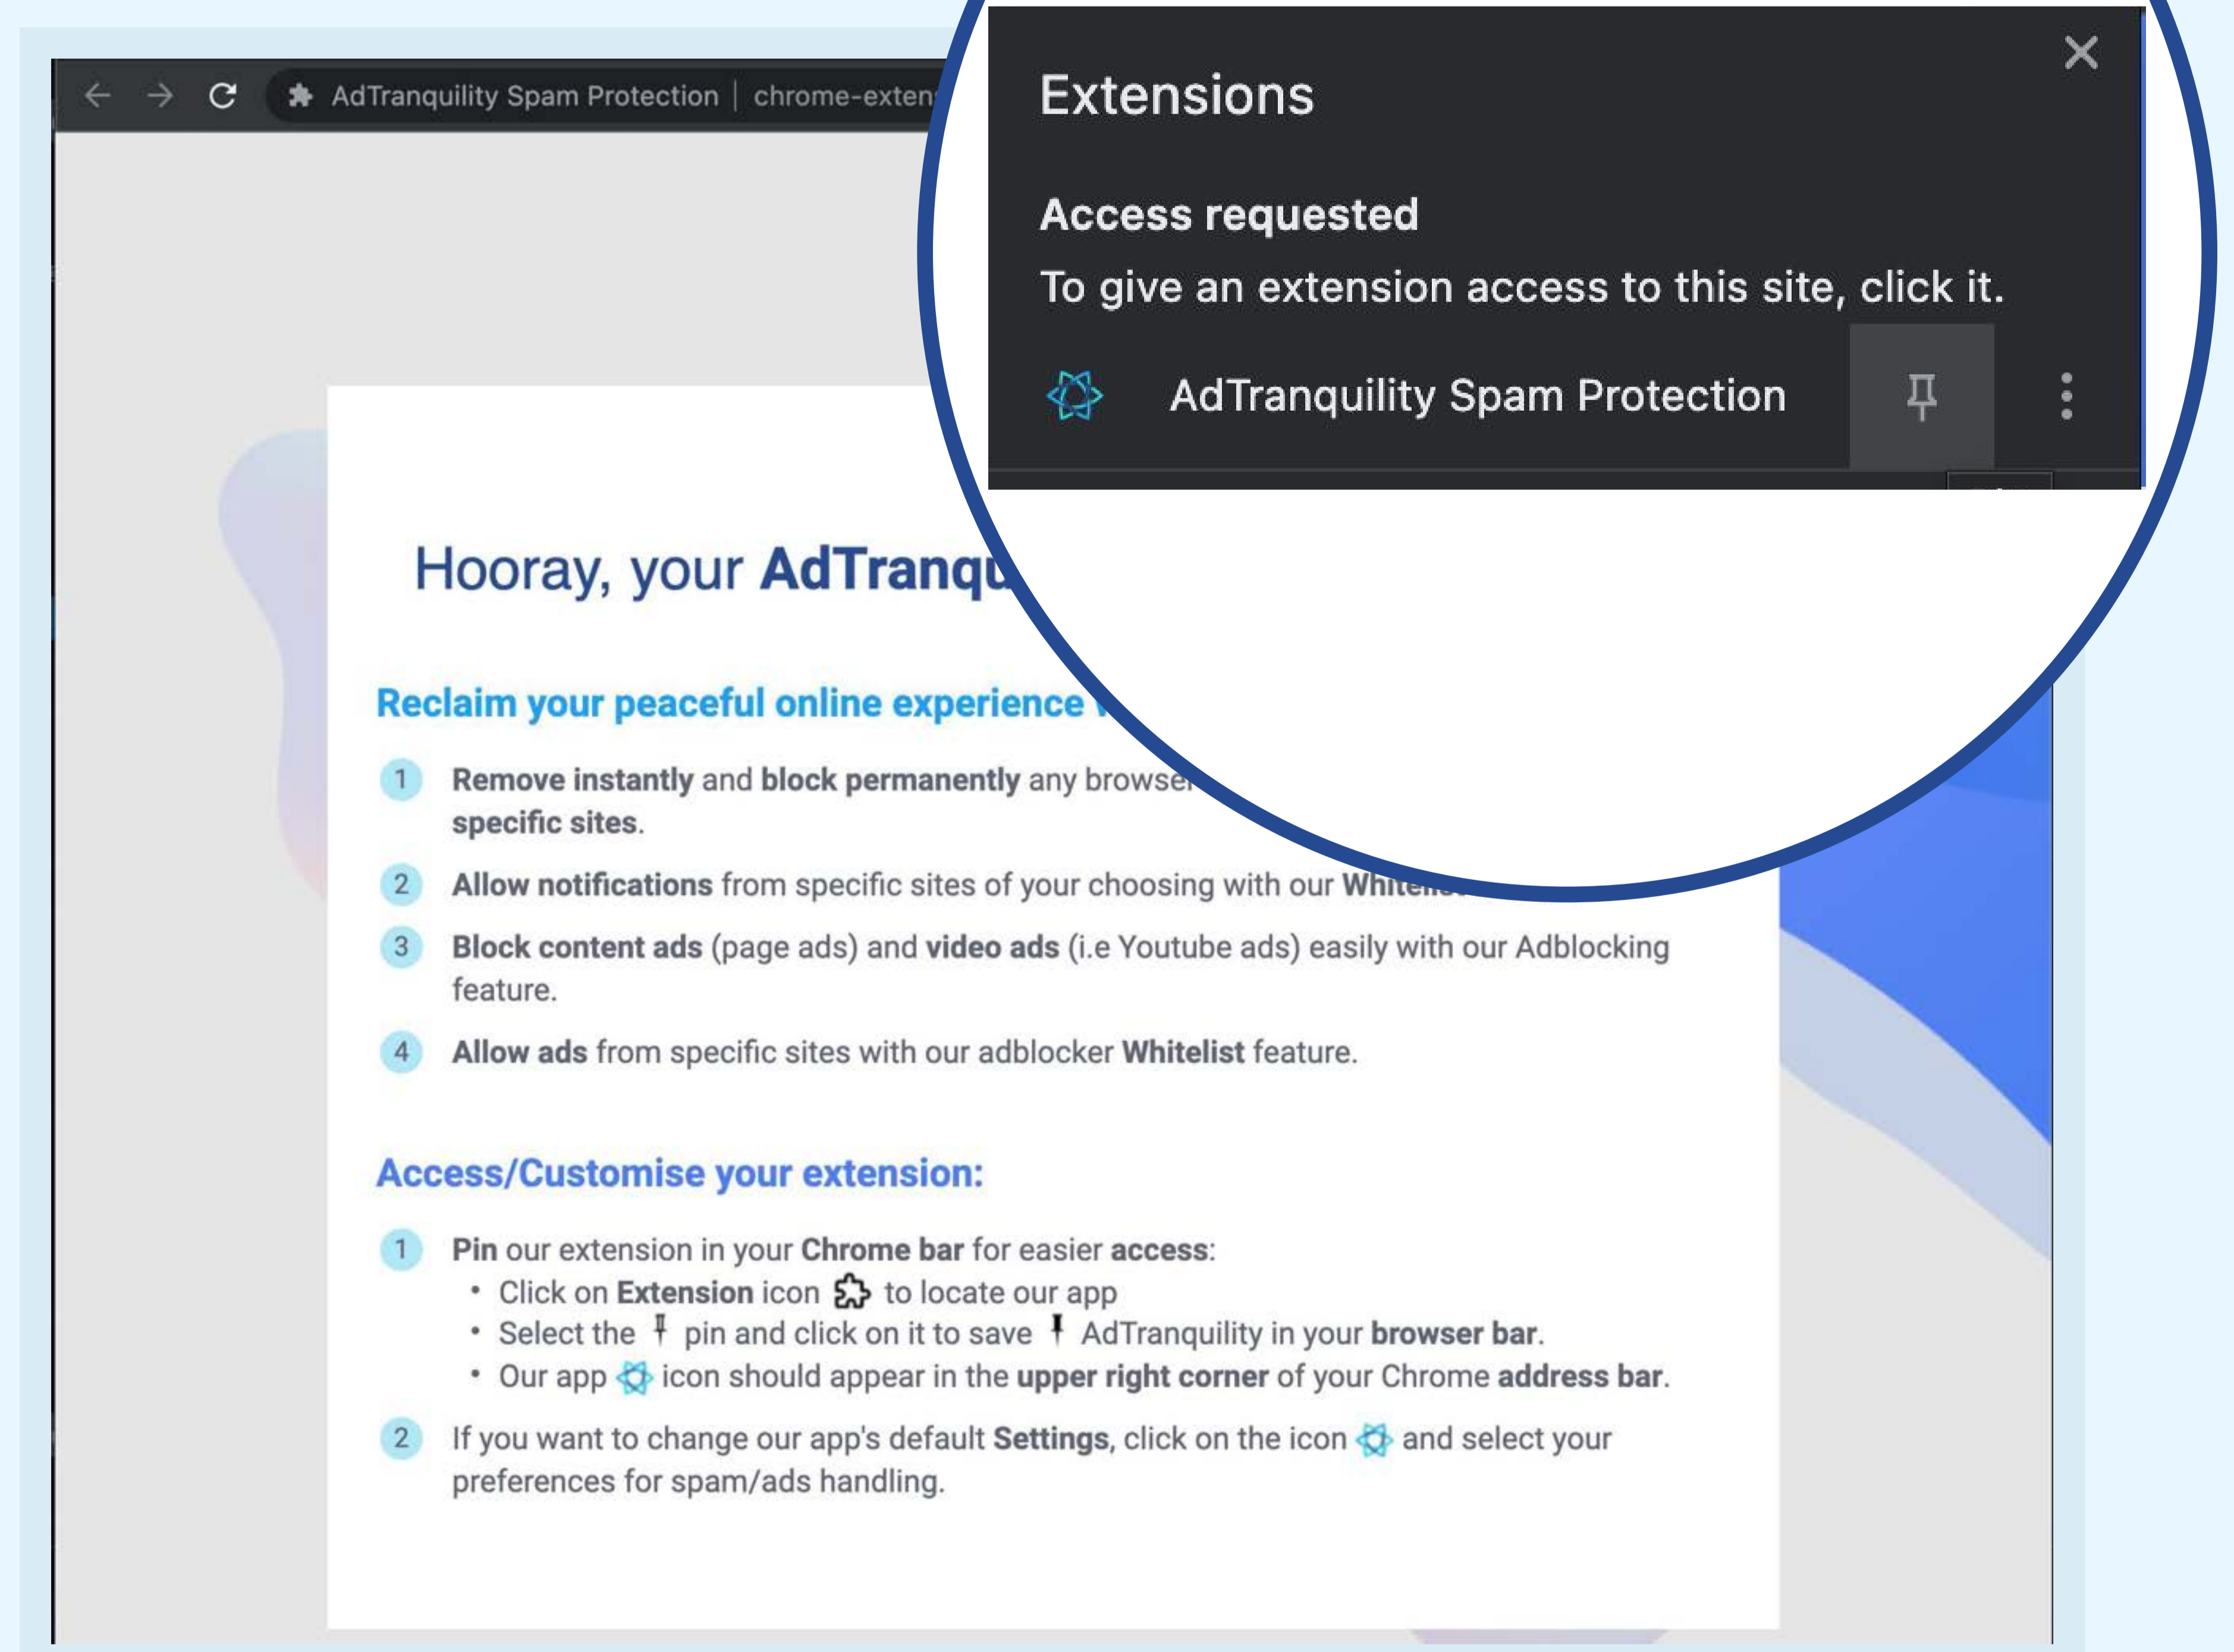 AdTranquility Spam Protection | chrome-exten
Extensions
Access requested
To give an extension access to this site, click it.
AdTranquility Spam Protection
Hooray, your AdTranqu
Reclaim your peaceful online experience
1 Remove instantly and block permanently any browser
specific sites.
2 Allow notifications from specific sites of your choosing with our Whitelist
3 Block content ads (page ads) and video ads (i.e Youtube ads) easily with our Adblocking
feature.
4 Allow ads from specific sites with our adblocker Whitelist feature.
Access/Customise your extension:
1 Pin our extension in your Chrome bar for easier access:
• Click on Extension icon to locate our app
• Select the pin and click on it to save AdTranquility in your browser bar.
• Our app icon should appear in the upper right corner of your Chrome address bar.
2 If you want to change our app's default Settings, click on the icon and select your
preferences for spam/ads handling.